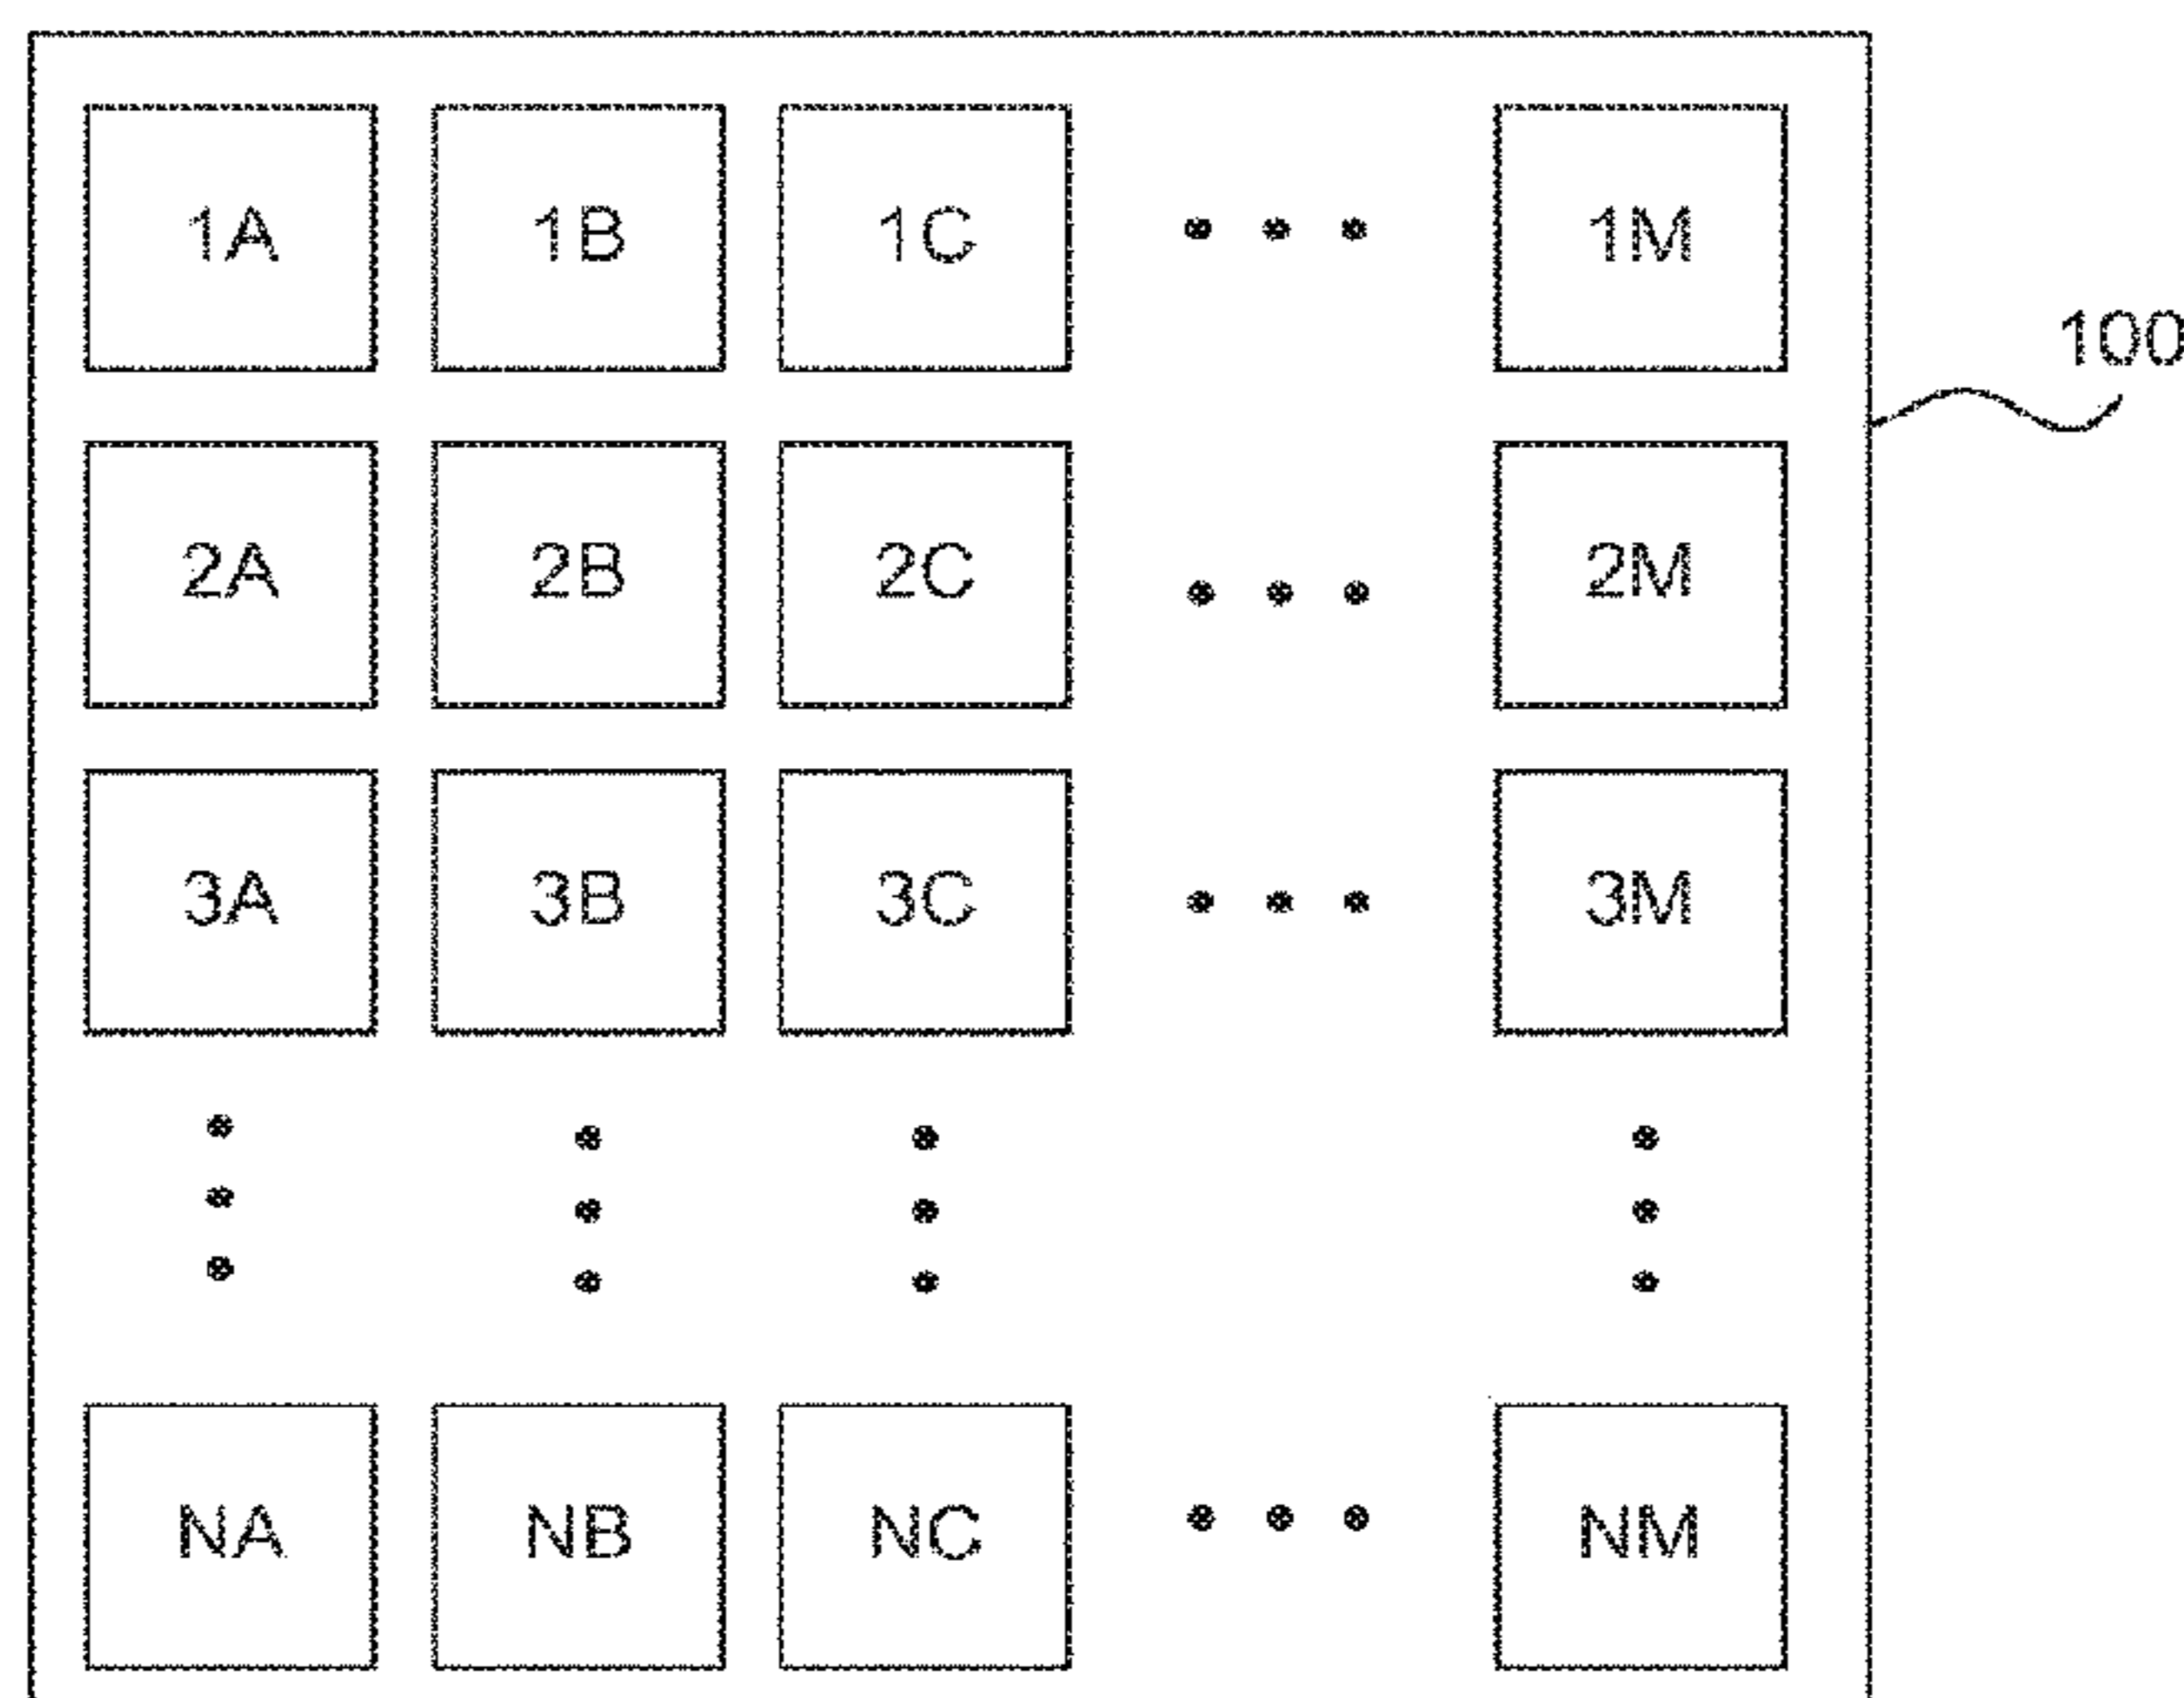 1A 1B 1C • • • 1M
100
2A 2B 2C • • • 2M
3A 3B 3C • • • 3M
NA NB NC • • • NM